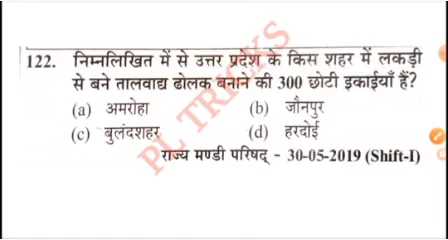 122. निम्नलिखित में से उत्तर प्रदेश के किस शहर में लकड़ी
से बने तालवाद्य ढोलक बनाने की 300 छोटी इकाईयाँ हैं?
(a) अमरोहा (b) जौनपुर
(c) बुलंदशहर (d) हरदोई
राज्य मण्डी परिषद् - 30-05-2019 (Shift-I)
PL TRICKS